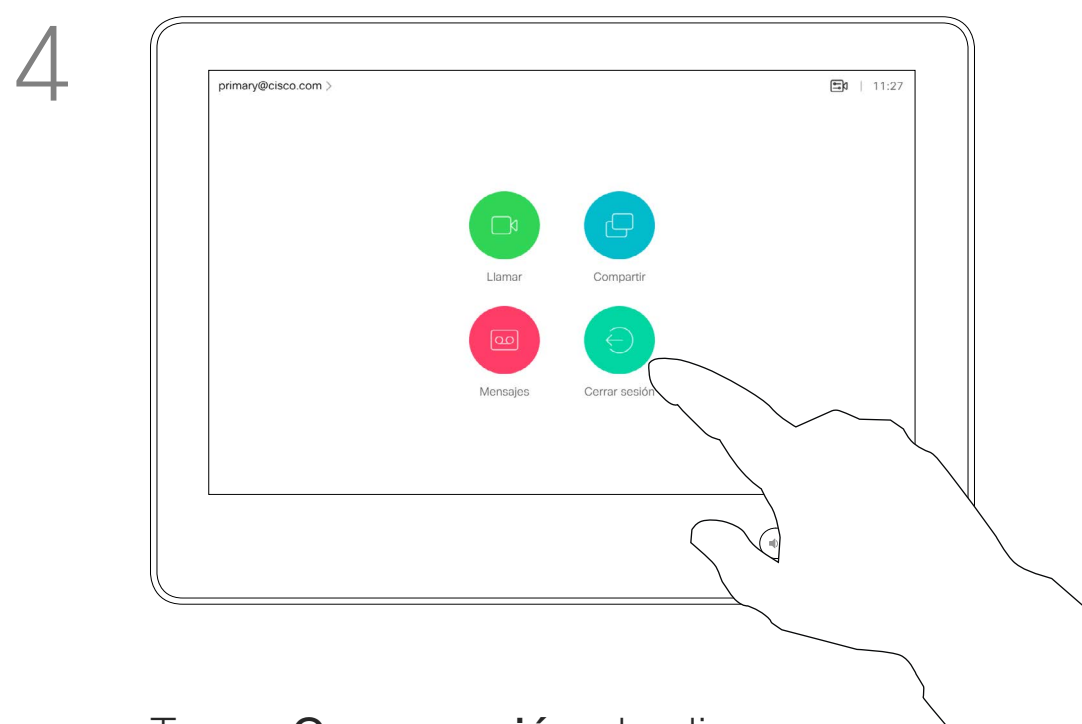 4
primary@cisco.com >
11:27
Llamar
Compartir
Mensajes
Cerrar sesión